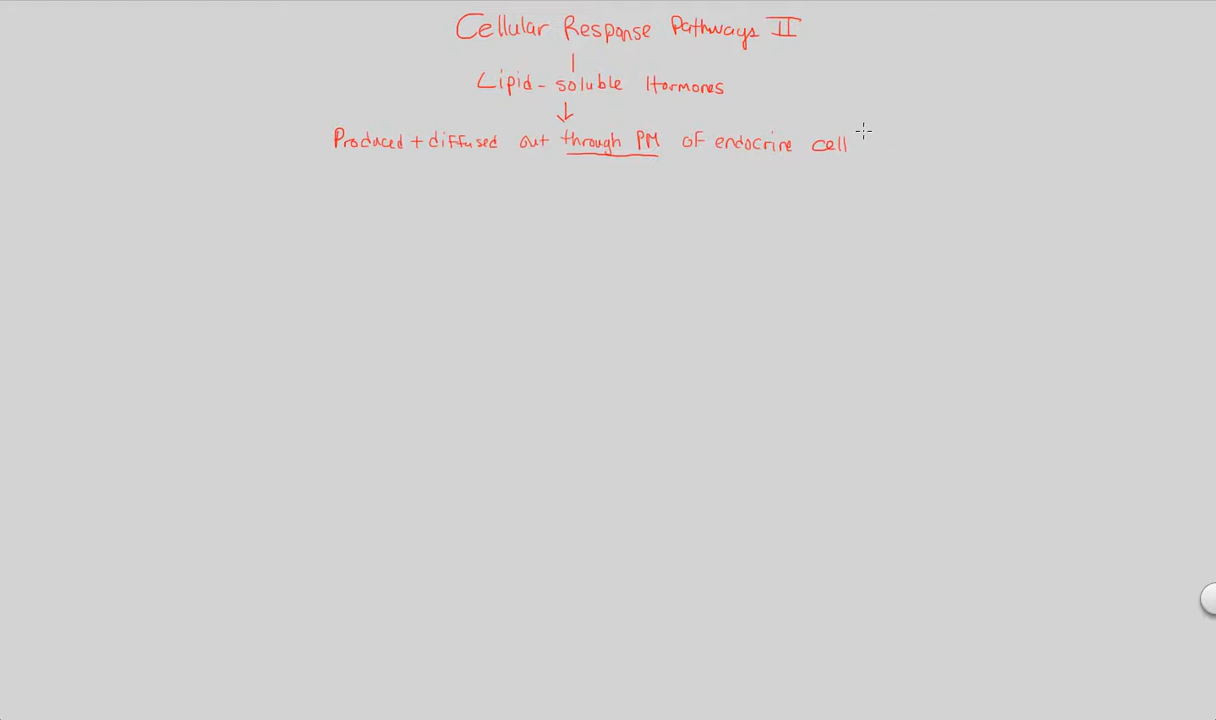 Cellular Response Pathways II
Lipid-soluble Hormones
Produced + diffused out through PM of endocrine cell